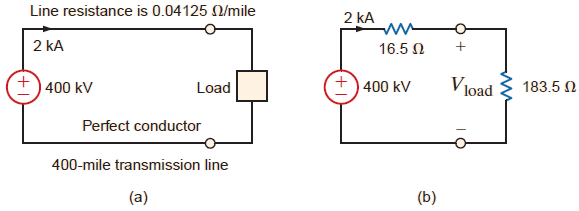 Line resistance is 0.04125 Ω/mile
2 kA
+
–
400 kV
Load
Perfect conductor
400-mile transmission line
(a)
2 kA
16.5 Ω
+
+
–
400 kV
Vload
183.5 Ω
–
(b)